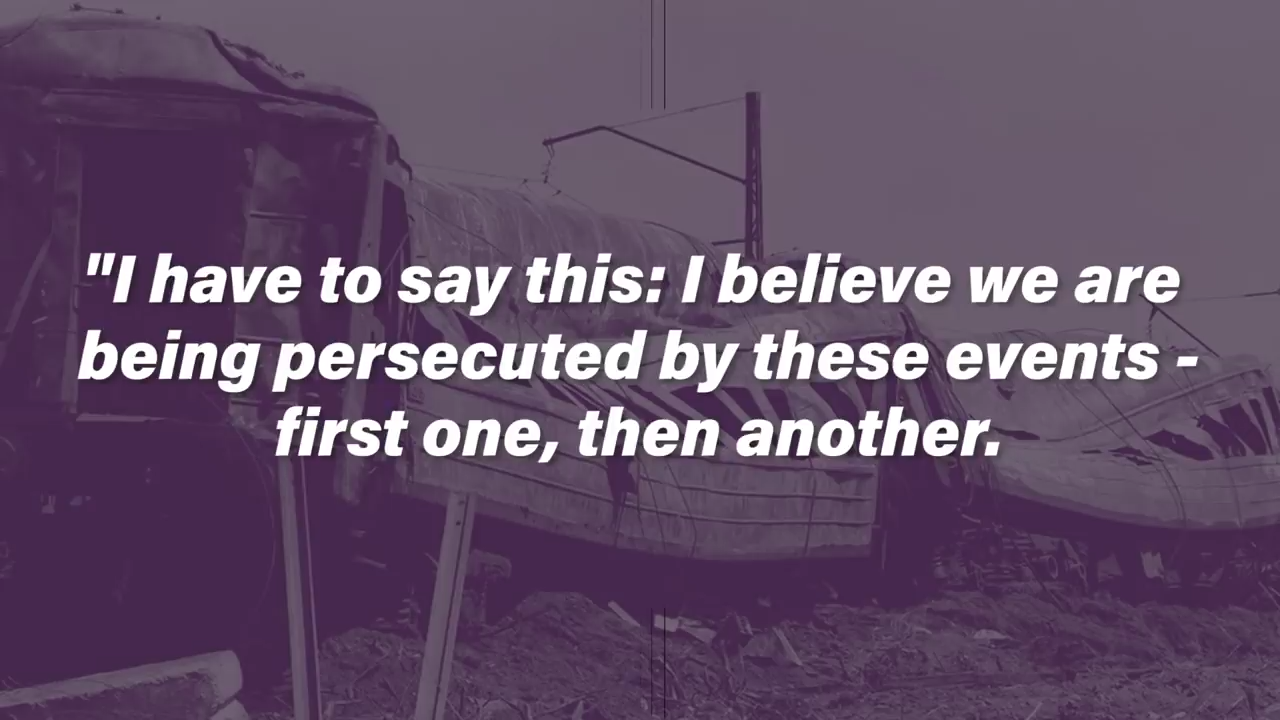 "I have to say this: I believe we are
being persecuted by these events -
first one, then another.